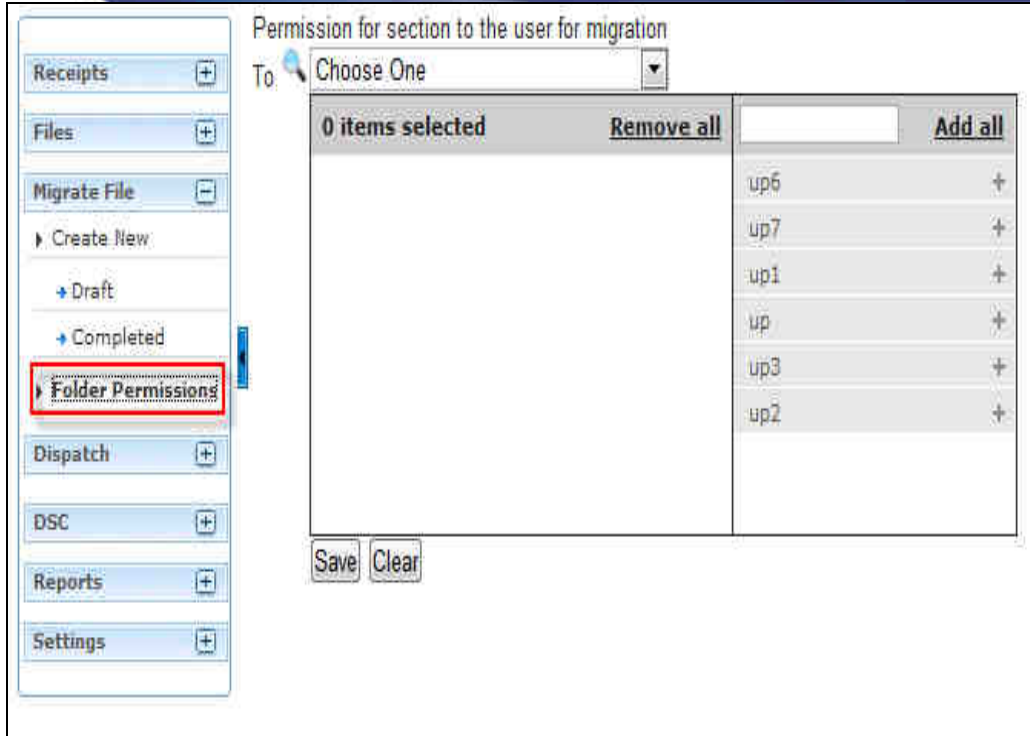 Permission for section to the user for migration
To Choose One
0 items selected Remove all Add all
up6 +
up7 +
up1 +
up +
up3 +
up2 +
Save Clear
Receipts +
Files +
Migrate File -
Create New
Draft
Completed
Folder Permissions
Dispatch +
DSC +
Reports +
Settings +